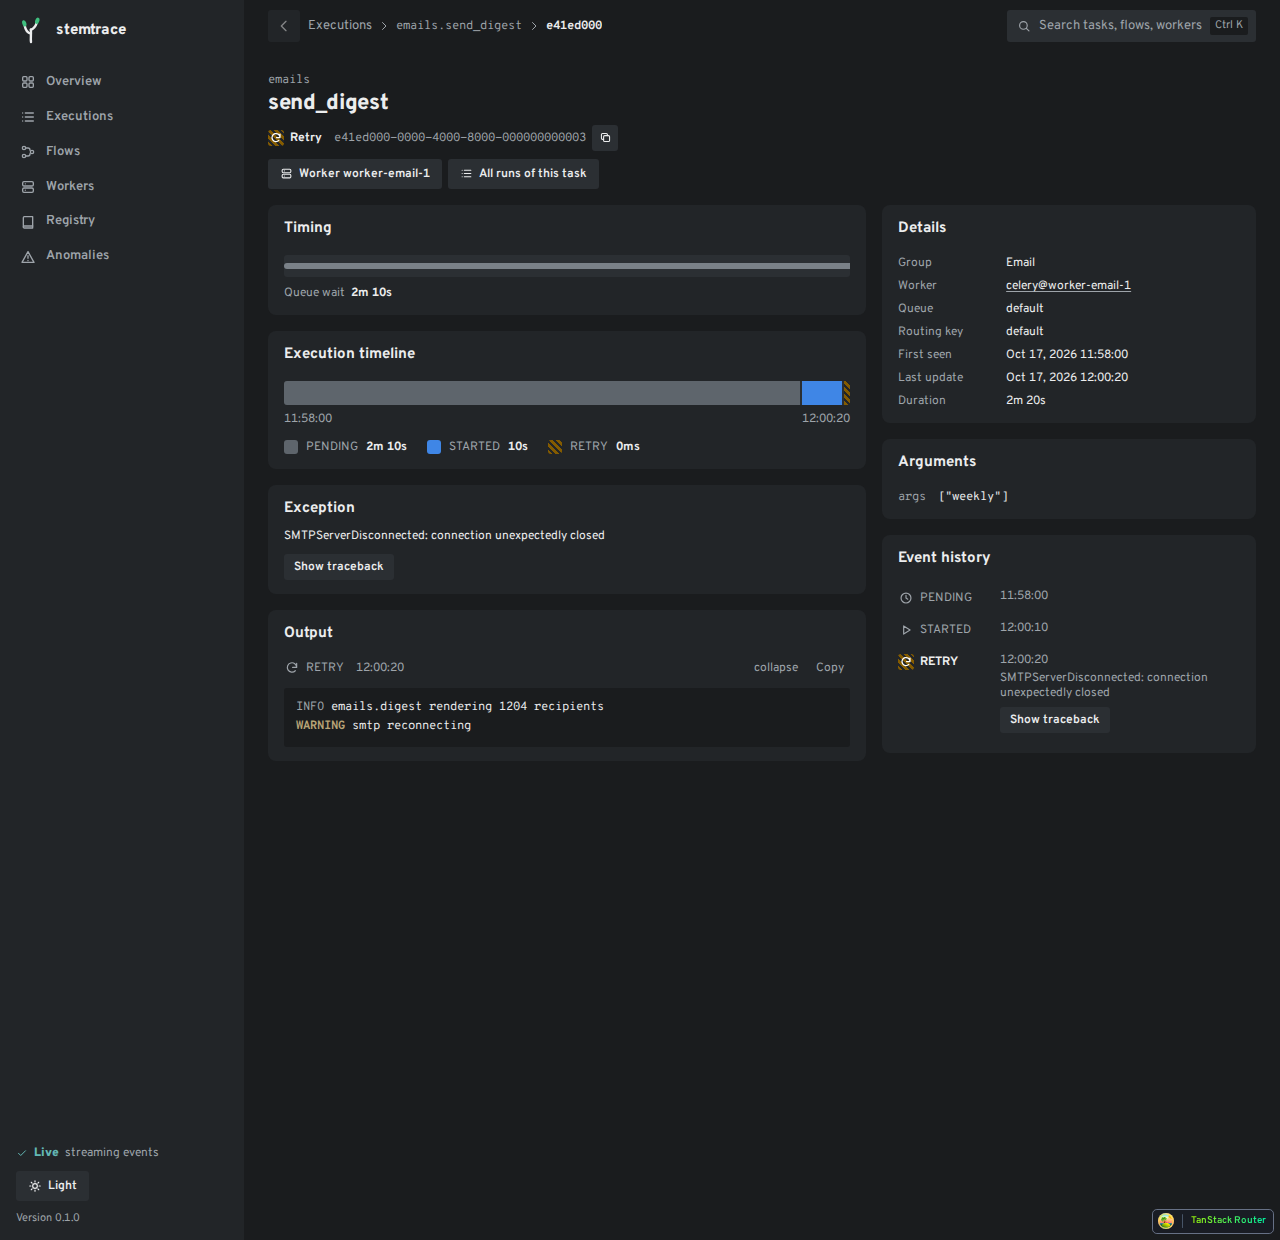 stemtrace
Overview
Executions
Flows
Workers
Registry
Anomalies
Live streaming events
Light
Version 0.1.0
Executions > emails.send_digest > e41ed000
Search tasks, flows, workers Ctrl K
emails
send_digest
Retry e41ed000-0000-4000-8000-000000000003
Worker worker-email-1 All runs of this task
Timing
Queue wait 2m 10s
Execution timeline
11:58:00 12:00:20
PENDING 2m 10s STARTED 10s RETRY 0ms
Exception
SMTPServerDisconnected: connection unexpectedly closed
Show traceback
Output
RETRY 12:00:20 collapse Copy
INFO emails.digest rendering 1204 recipients
WARNING smtp reconnecting
Details
Group Email
Worker celery@worker-email-1
Queue default
Routing key default
First seen Oct 17, 2026 11:58:00
Last update Oct 17, 2026 12:00:20
Duration 2m 20s
Arguments
args ["weekly"]
Event history
PENDING 11:58:00
STARTED 12:00:10
RETRY 12:00:20
SMTPServerDisconnected: connection
unexpectedly closed
Show traceback
TanStack Router